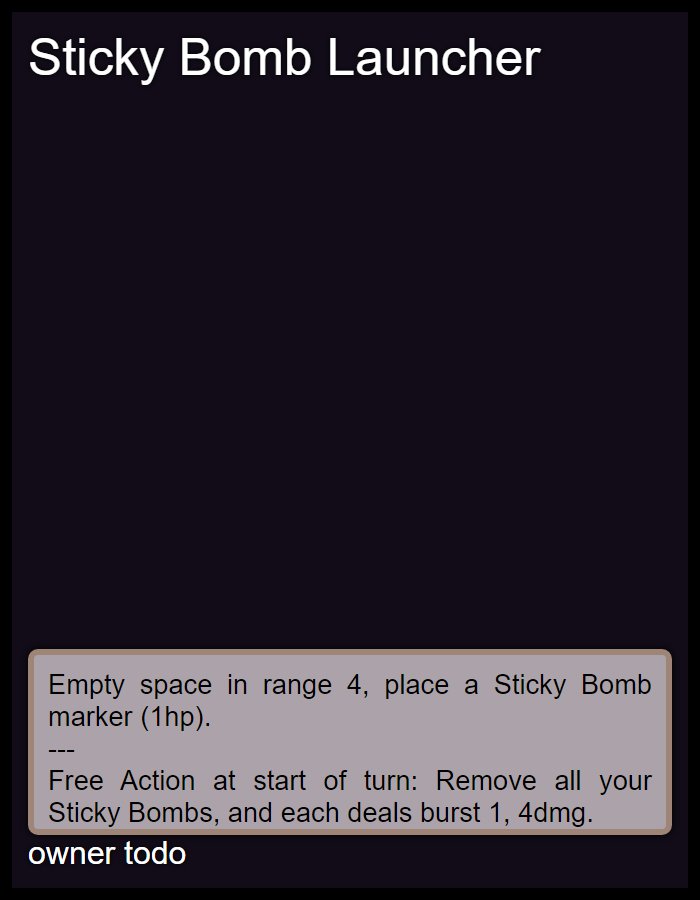 Sticky Bomb Launcher
Empty space in range 4, place a Sticky Bomb
marker (1hp).
---
Free Action at start of turn: Remove all your
Sticky Bombs, and each deals burst 1, 4dmg.
owner todo